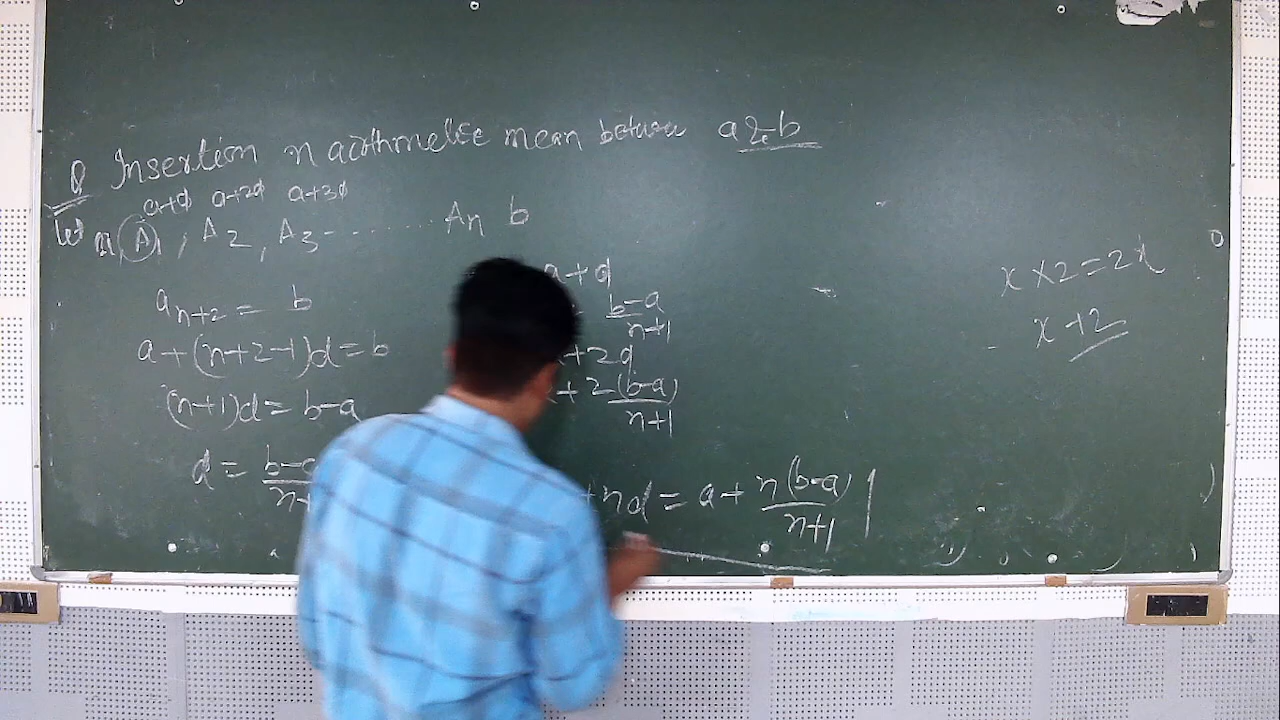 Q Insertion n arithmetic mean between a & b
a+d a+2d a+3d
let a, A1, A2, A3 ........ An b
an+2 = b
a+(n+2-1)d=b
(n+1)d= b-a
d = b-
n+
a+d
b-a
n+1
+2d
+ 2(b-a)
n+1
+nd = a+ n(b-a)
n+1
x×2=2x
x+2